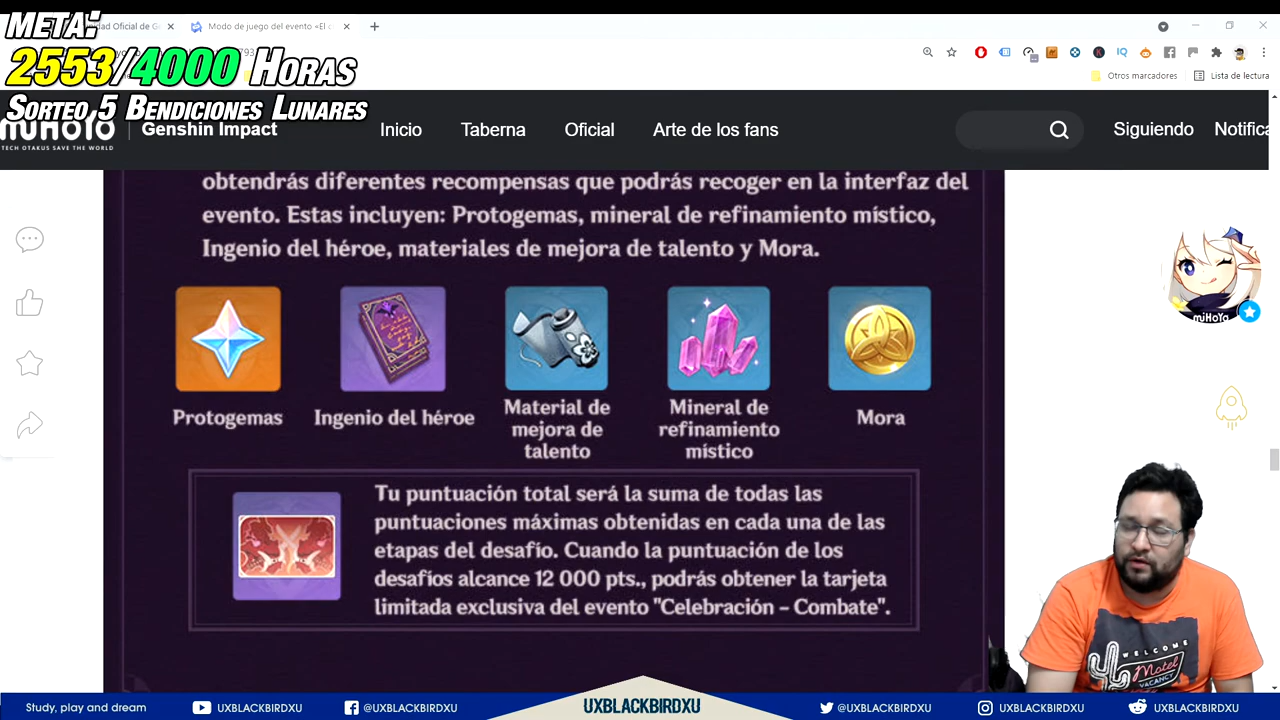 META:
2553/4000 HORAS
SORTEO 5 BENDICIONES LUNARES
Modo de juego del evento «El c
Otros marcadores
Lista de lectura
miHoYo
TECH OTAKUS SAVE THE WORLD
Genshin Impact
Inicio
Taberna
Oficial
Arte de los fans
Siguiendo
Notifica
obtendrás diferentes recompensas que podrás recoger en la interfaz del
evento. Estas incluyen: Protogemas, mineral de refinamiento místico,
Ingenio del héroe, materiales de mejora de talento y Mora.
Protogemas
Ingenio del héroe
Material de
mejora de
talento
Mineral de
refinamiento
místico
Mora
Tu puntuación total será la suma de todas las
puntuaciones máximas obtenidas en cada una de las
etapas del desafío. Cuando la puntuación de los
desafíos alcance 12 000 pts., podrás obtener la tarjeta
limitada exclusiva del evento "Celebración - Combate".
miHoYo
WELCOME
Motel
VACANCY
Study, play and dream
UXBLACKBIRDXU
@UXBLACKBIRDXU
UXBLACKBIRDXU
@UXBLACKBIRDXU
UXBLACKBIRDXU
UXBLACKBIRDXU